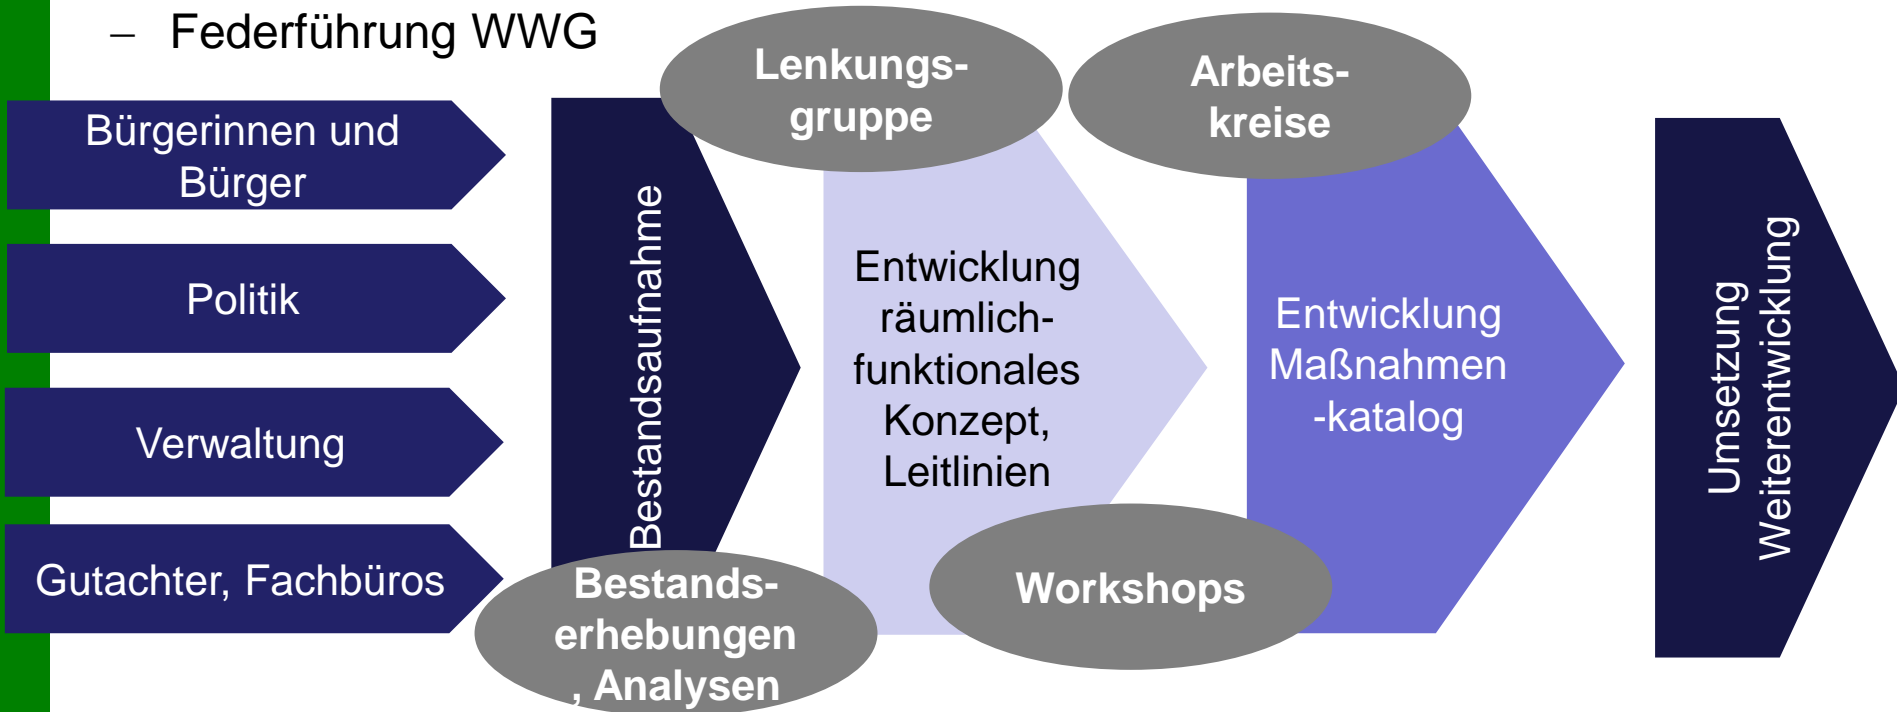 – Federführung WWG
Bürgerinnen und
Bürger
Politik
Verwaltung
Gutachter, Fachbüros
Bestandsaufnahme
Bestands-
erhebungen
, Analysen
Lenkungs-
gruppe
Entwicklung
räumlich-
funktionales
Konzept,
Leitlinien
Workshops
Arbeits-
kreise
Entwicklung
Maßnahmen
-katalog
Umsetzung
Weiterentwicklung